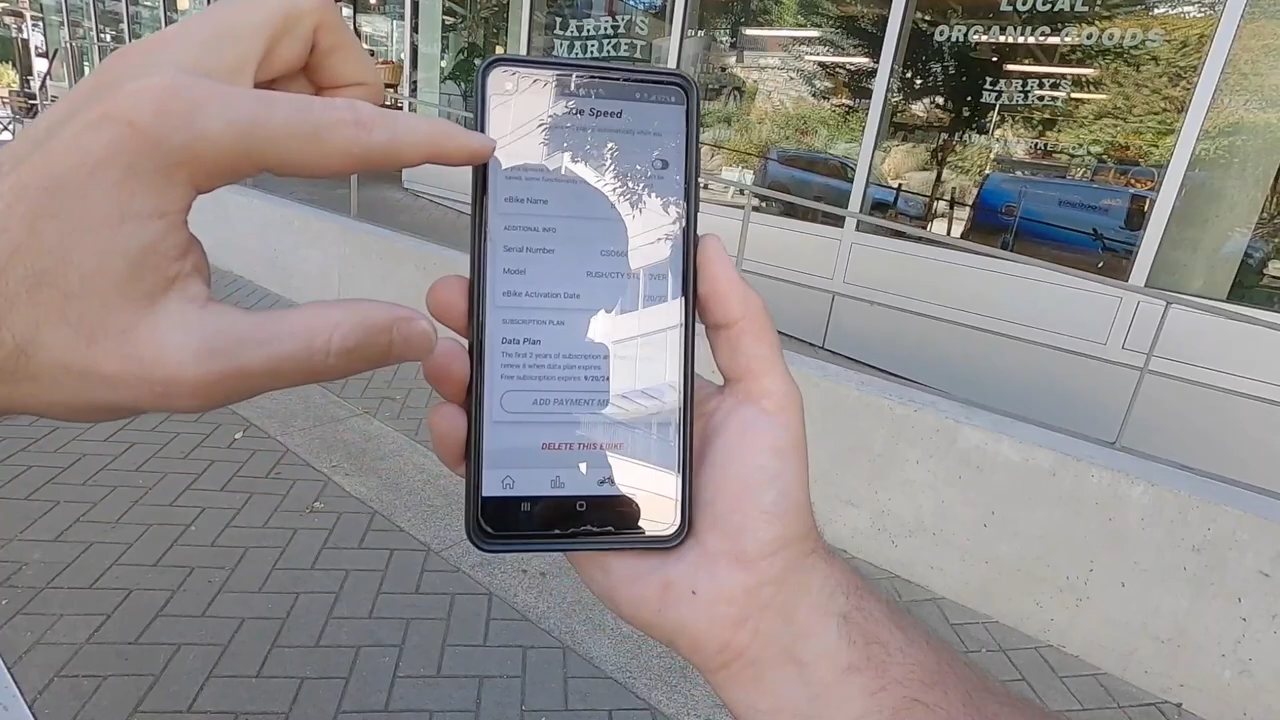 LARRY'S
MARKET
LOCAL
ORGANIC GOODS
LARRY'S
MARKET
Speed
eBike Name
ADDITIONAL INFO
Serial Number
Model RUSH/CTY
eBike Activation Date
SUBSCRIPTION PLAN
Data Plan
The first 2 years of subscription
renew it when data plan expires
Free subscription expires: 9/20/24
ADD PAYMENT
DELETE THIS EBIKE